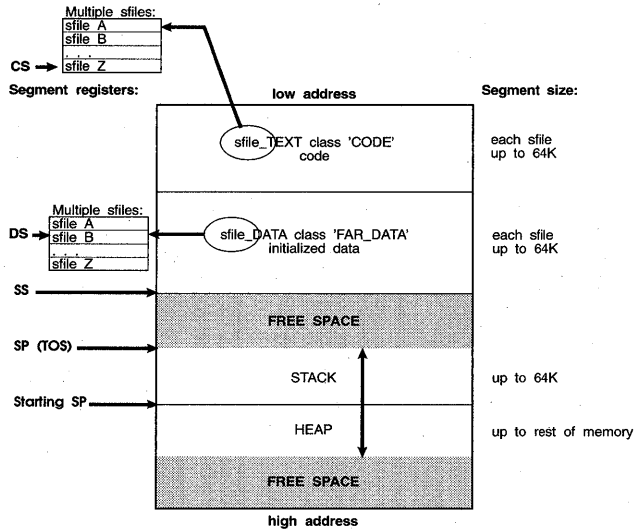 Multiple sfiles:
sfile A
sfile B
. . .
sfile Z
CS
Segment registers:
low address
Segment size:
sfile_TEXT class 'CODE'
code
each sfile
up to 64K
Multiple sfiles:
sfile A
sfile B
. . .
sfile Z
DS
sfile_DATA class 'FAR_DATA'
initialized data
each sfile
up to 64K
SS
FREE SPACE
SP (TOS)
STACK
up to 64K
Starting SP
HEAP
up to rest of memory
FREE SPACE
high address